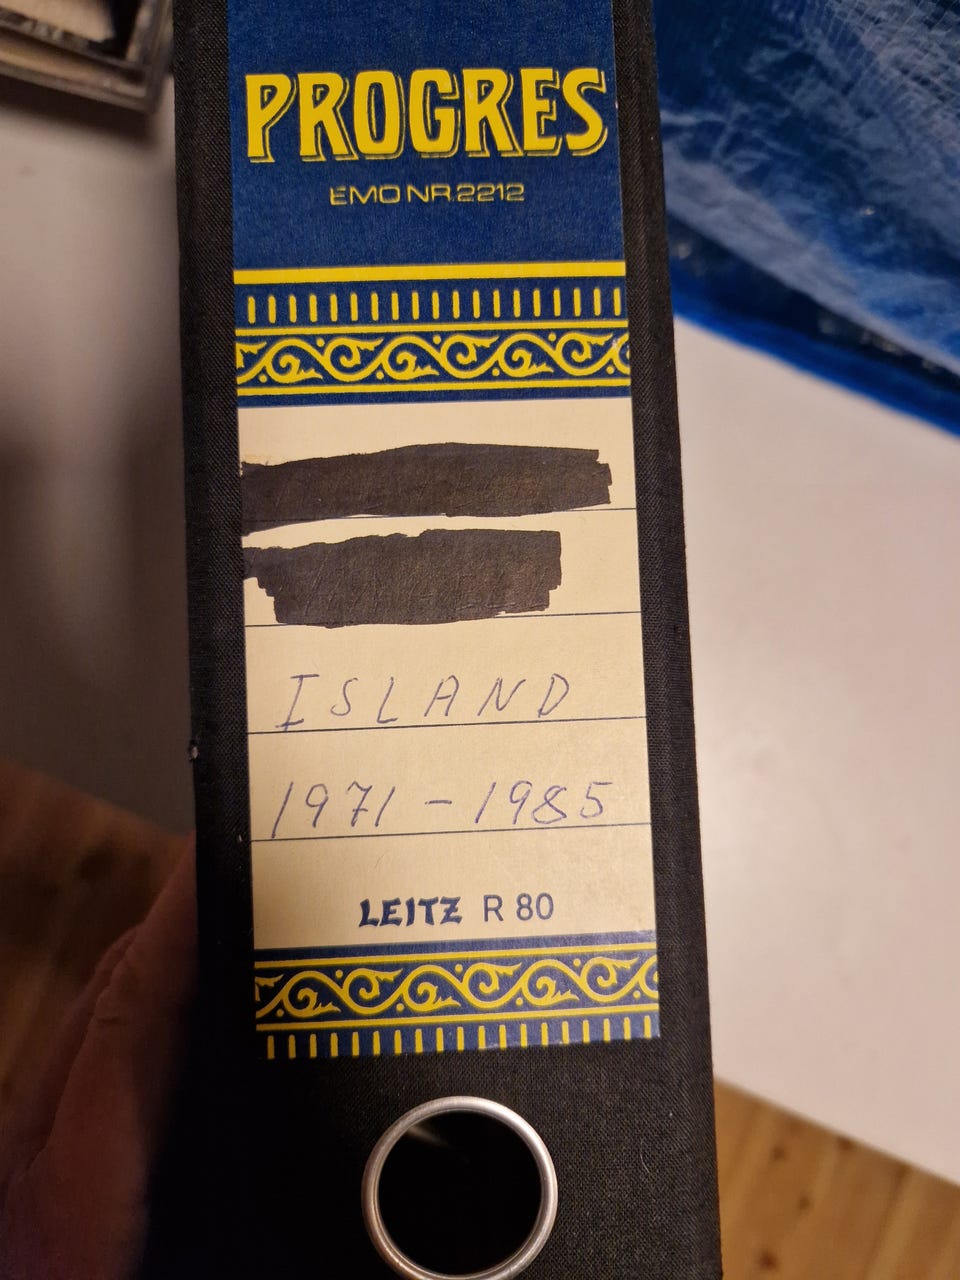 PROGRES
EMO NR.2212
ISLAND
1971 - 1985
LEITZ R 80